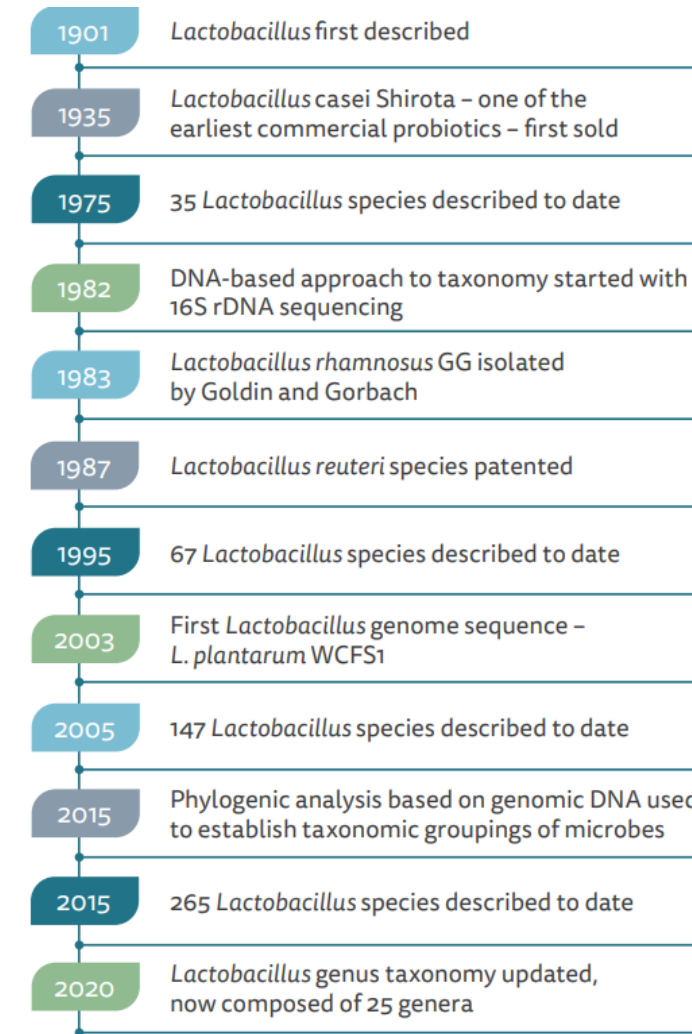 1901
Lactobacillus first described
1935
Lactobacillus casei Shirota – one of the
earliest commercial probiotics – first sold
1975
35 Lactobacillus species described to date
1982
DNA-based approach to taxonomy started with
16S rDNA sequencing
1983
Lactobacillus rhamnosus GG isolated
by Goldin and Gorbach
1987
Lactobacillus reuteri species patented
1995
67 Lactobacillus species described to date
2003
First Lactobacillus genome sequence –
L. plantarum WCFS1
2005
147 Lactobacillus species described to date
2015
Phylogenic analysis based on genomic DNA used
to establish taxonomic groupings of microbes
2015
265 Lactobacillus species described to date
2020
Lactobacillus genus taxonomy updated,
now composed of 25 genera